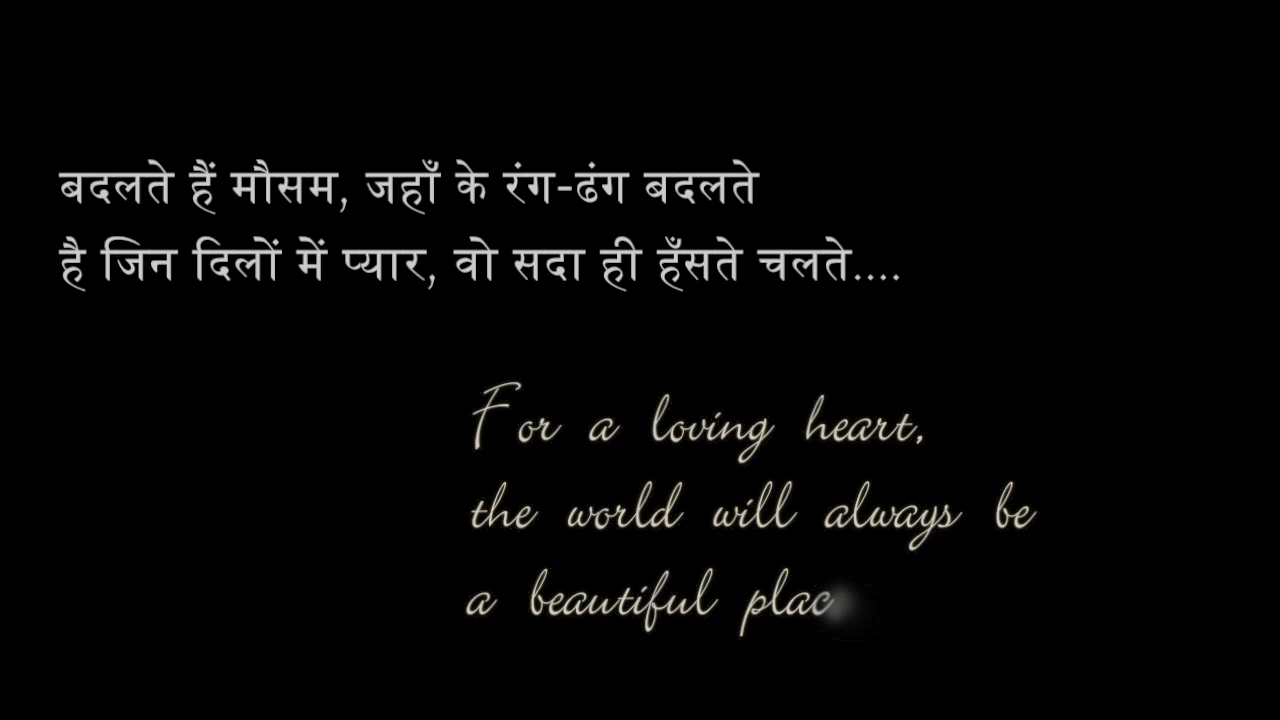 बदलते हैं मौसम, जहाँ के रंग-ढंग बदलते
है जिन दिलों में प्यार, वो सदा ही हँसते चलते....
For a loving heart,
the world will always be
a beautiful plac